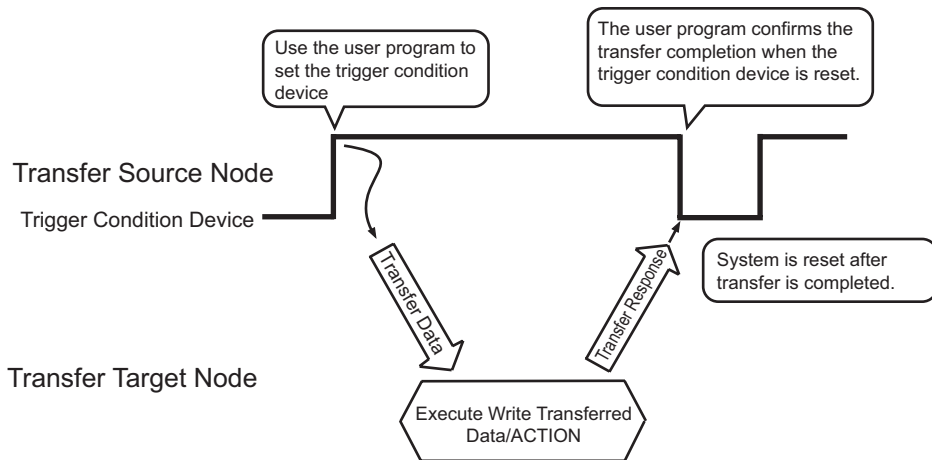 Use the user program to
set the trigger condition
device
The user program confirms the
transfer completion when the
trigger condition device is reset.
Transfer Source Node
Trigger Condition Device
System is reset after
transfer is completed.
Transfer Data
Transfer Response
Transfer Target Node
Execute Write Transferred
Data/ACTION